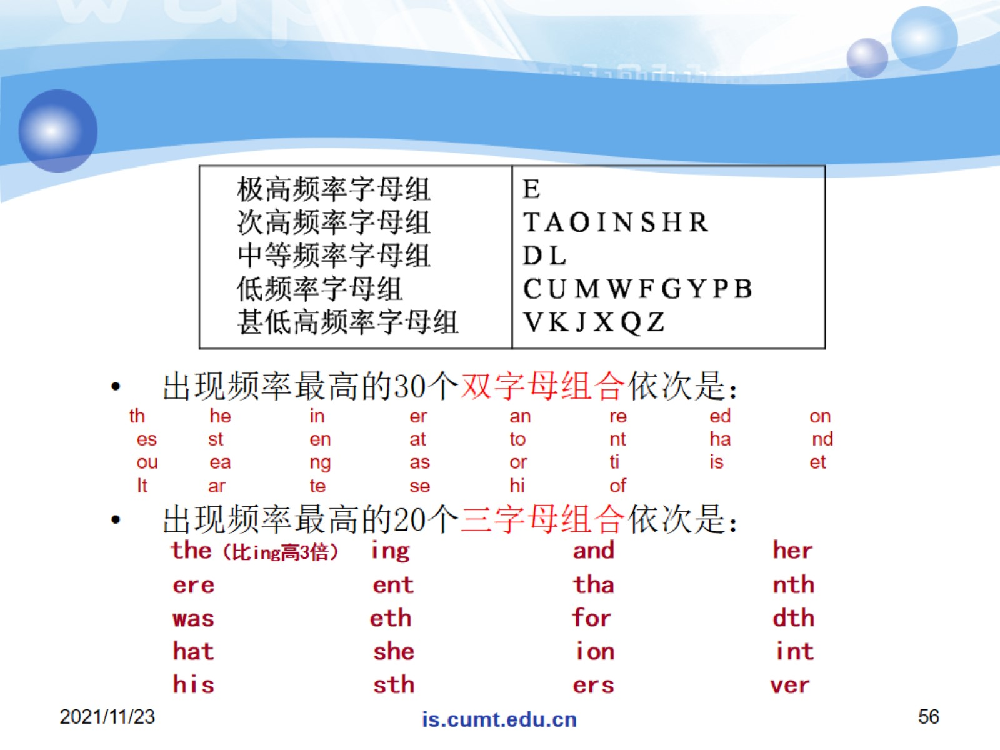 极高频率字母组 E
次高频率字母组 T A O I N S H R
中等频率字母组 D L
低频率字母组 C U M W F G Y P B
甚低高频率字母组 V K J X Q Z
• 出现频率最高的30个双字母组合依次是：
th he in er an re ed on
es st en at to nt ha nd
ou ea ng as or ti is et
It ar te se hi of
• 出现频率最高的20个三字母组合依次是：
the（比ing高3倍） ing and her
ere ent tha nth
was eth for dth
hat she ion int
his sth ers ver
2021/11/23 is.cumt.edu.cn 56